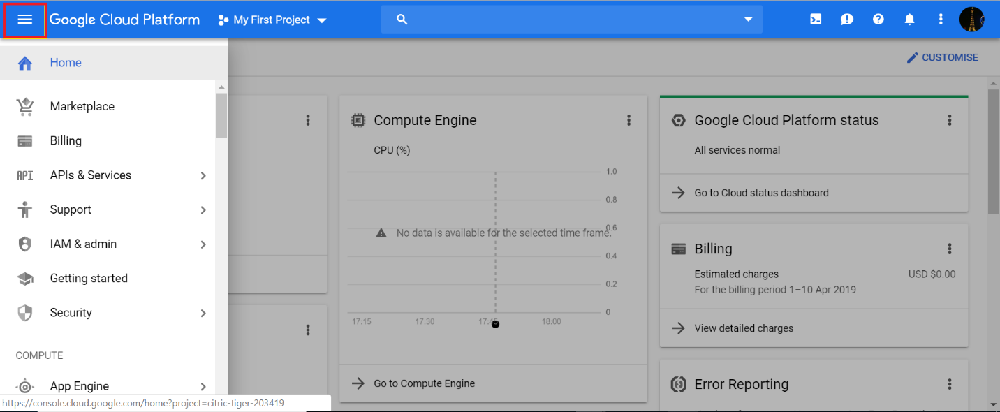 Google Cloud Platform
My First Project
Home
Marketplace
Billing
API
APIs & Services
Support
IAM & admin
Getting started
Security
COMPUTE
App Engine
https://console.cloud.google.com/home?project=citric-tiger-203419
CUSTOMISE
Compute Engine
CPU (%)
1.0
0.8
0.6
No data is available for the selected time frame.
0.4
0.2
0
17:15
17:30
17:45
18:00
Go to Compute Engine
Google Cloud Platform status
All services normal
Go to Cloud status dashboard
Billing
Estimated charges USD $0.00
For the billing period 1–10 Apr 2019
View detailed charges
Error Reporting